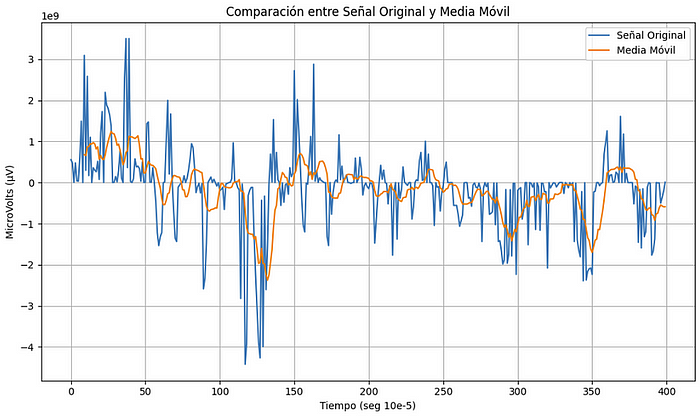 Comparación entre Señal Original y Media Móvil
1e9
Señal Original
Media Móvil
3
2
1
0
−1
−2
−3
−4
MicroVolts (μV)
0 50 100 150 200 250 300 350 400
Tiempo (seg 10e-5)